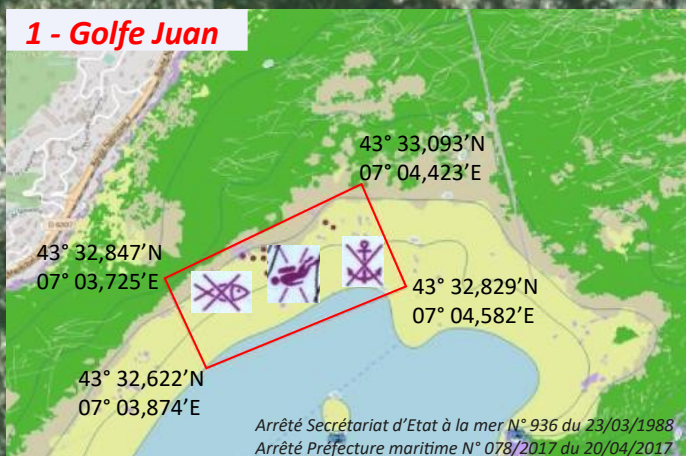 1 - Golfe Juan
43° 33,093’N
07° 04,423’E
43° 32,847’N
07° 03,725’E
43° 32,829’N
07° 04,582’E
43° 32,622’N
07° 03,874’E
D 6007
Arrêté Secrétariat d’Etat à la mer N° 936 du 23/03/1988
Arrêté Préfecture maritime N° 078/2017 du 20/04/2017